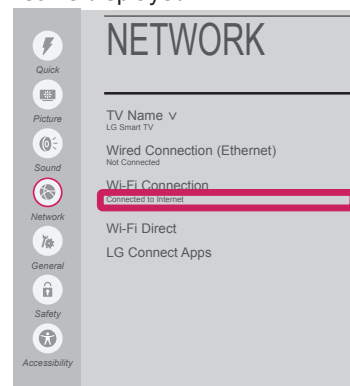 NETWORK
Quick
Picture
Sound
Network
General
Safety
Accessibility
TV Name ∨
LG Smart TV
Wired Connection (Ethernet)
Not Connected
Wi-Fi Connection
Connected to Internet
Wi-Fi Direct
LG Connect Apps